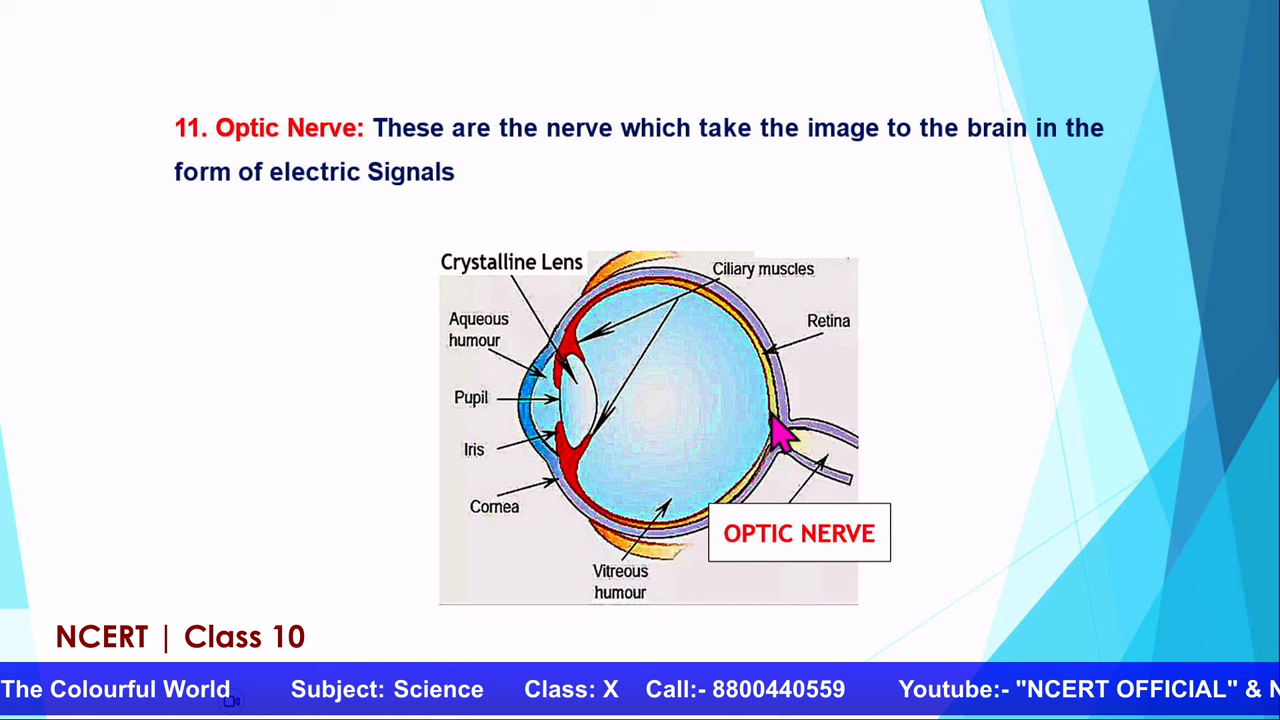 11. Optic Nerve: These are the nerve which take the image to the brain in the
form of electric Signals
Crystalline Lens
Ciliary muscles
Aqueous
humour
Retina
Pupil
Iris
Cornea
OPTIC NERVE
Vitreous
humour
NCERT | Class 10
The Colourful World Subject: Science Class: X Call:- 8800440559 Youtube:- "NCERT OFFICIAL" & N